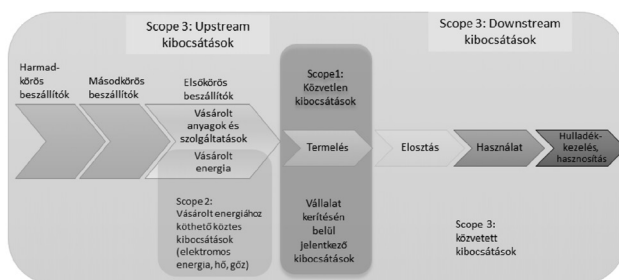 Scope 3: Upstream
kibocsátások
Scope 3: Downstream
kibocsátások
Harmad-
körös
beszállítók
Másodkörös
beszállítók
Elsőkörös
beszállítók
Vásárolt
anyagok és
szolgáltatások
Vásárolt
energia
Scope1:
Közvetlen
kibocsátások
Termelés
Elosztás
Használat
Hulladék-
kezelés,
hasznosítás
Scope 2:
Vásárolt energiához
köthető köztes
kibocsátások
(elektromos
energia, hő, gőz)
Vállalat
kerítésén
belül
jelentkező
kibocsátások
Scope 3:
közvetett
kibocsátások